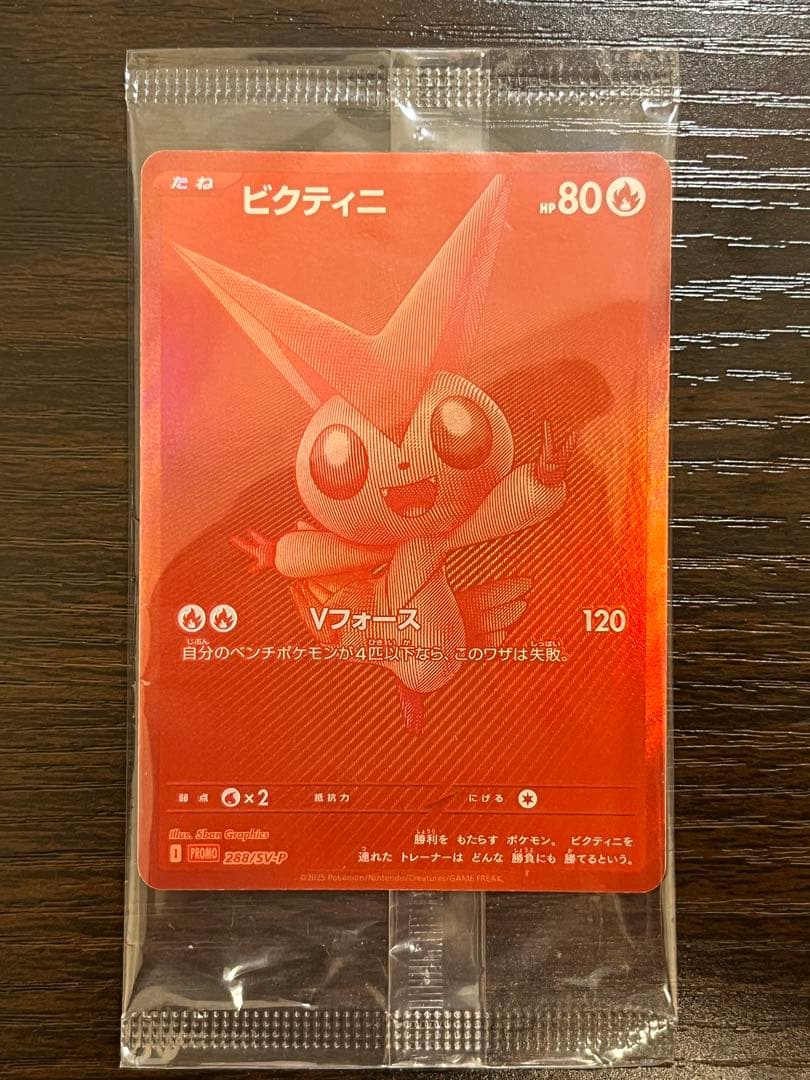 たね ビクティニ HP80
Vフォース 120
自分のベンチポケモンが4匹以下なら、このワザは失敗。
弱点 ×2 抵抗力 にげる
Illus. 5ban Graphics
I PROMO 288/SV-P
勝利を もたらす ポケモン。 ビクティニを
連れた トレーナーは どんな 勝負にも 勝てるという。
©2025 Pokémon/Nintendo/Creatures/GAME FREAK.